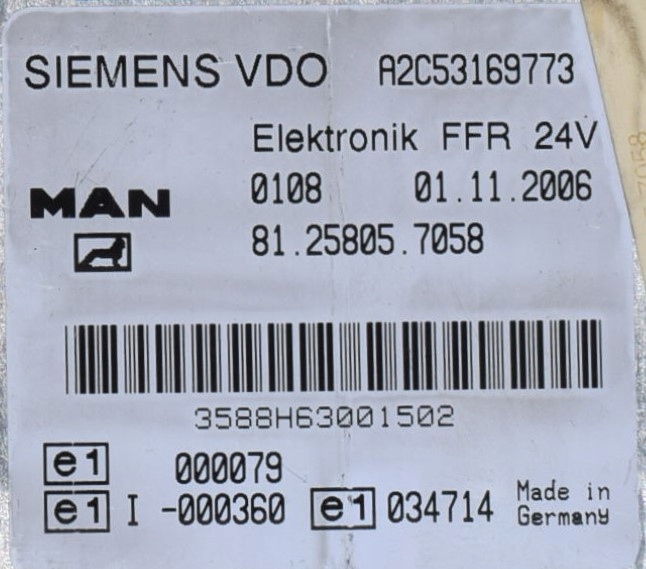 SIEMENS VDO A2C53169773
Elektronik FFR 24V
MAN 0108 01.11.2006
81.25805.7058
3588H63001502
e1 000079
e1 I -000360 e1 034714 Made in
Germany
7058